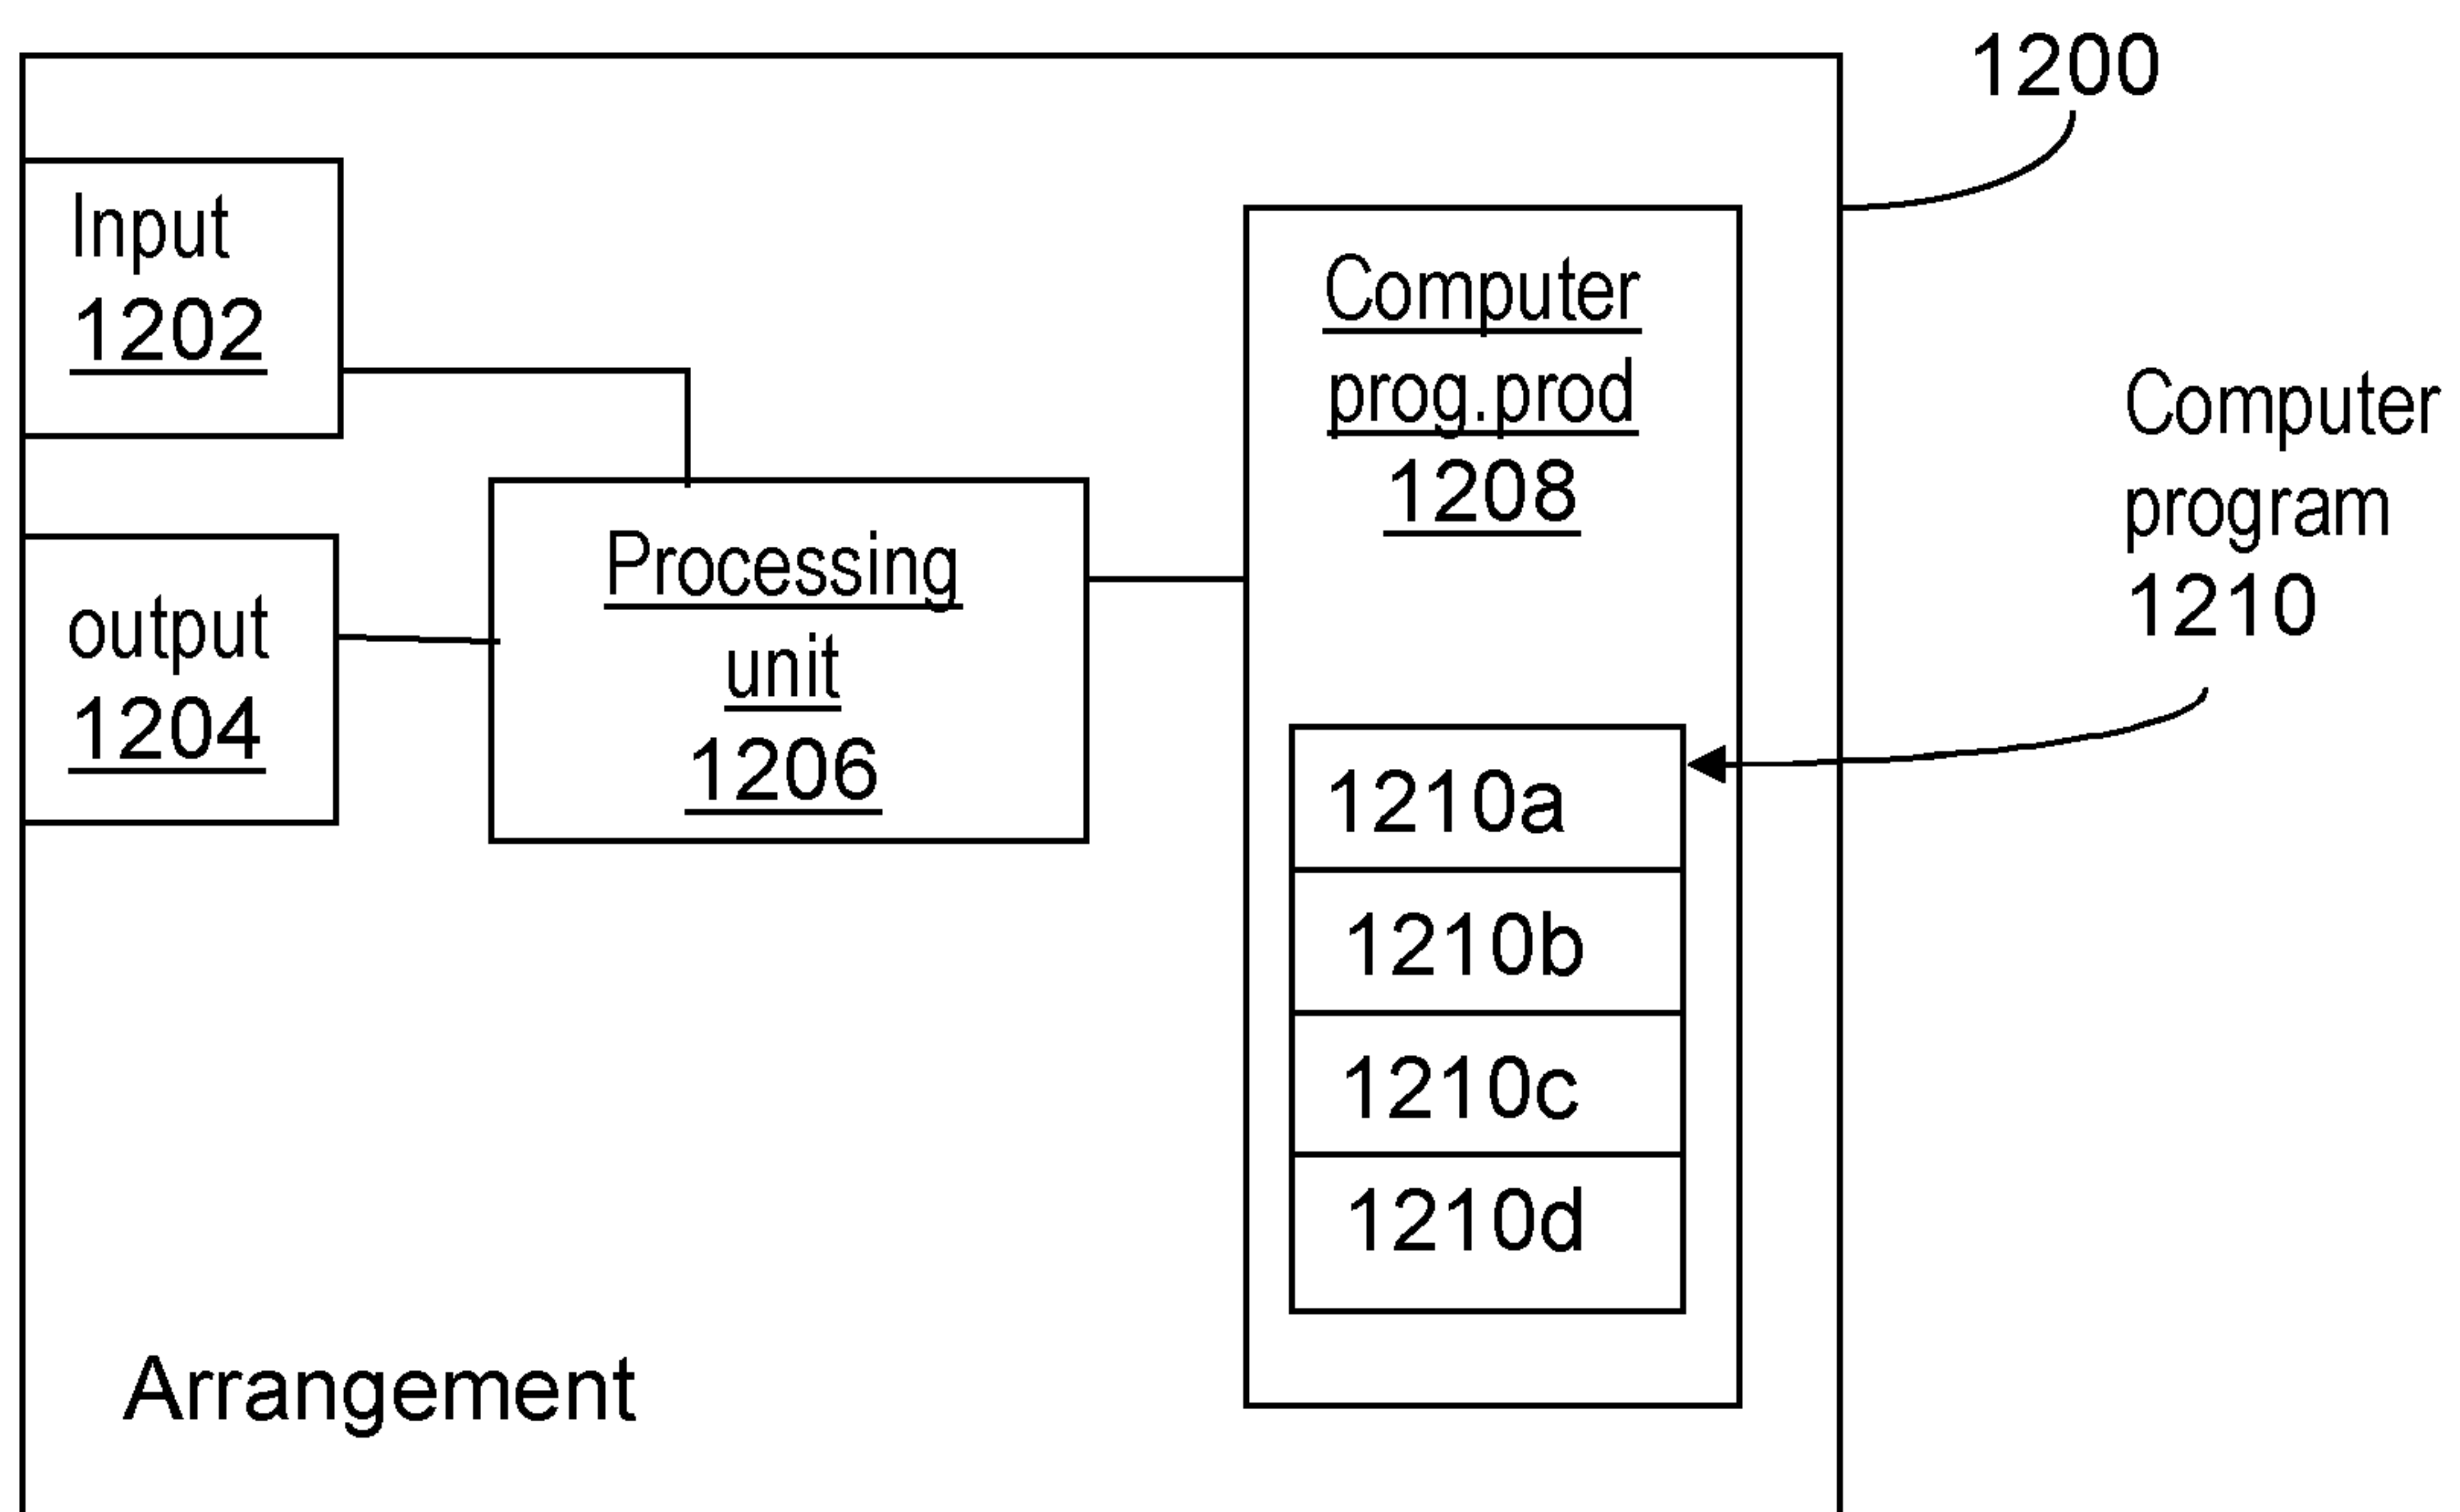 1200
Input
1202
output
1204
Processing
unit
1206
Computer
prog.prod
1208
1210a
1210b
1210c
1210d
Computer
program
1210
Arrangement